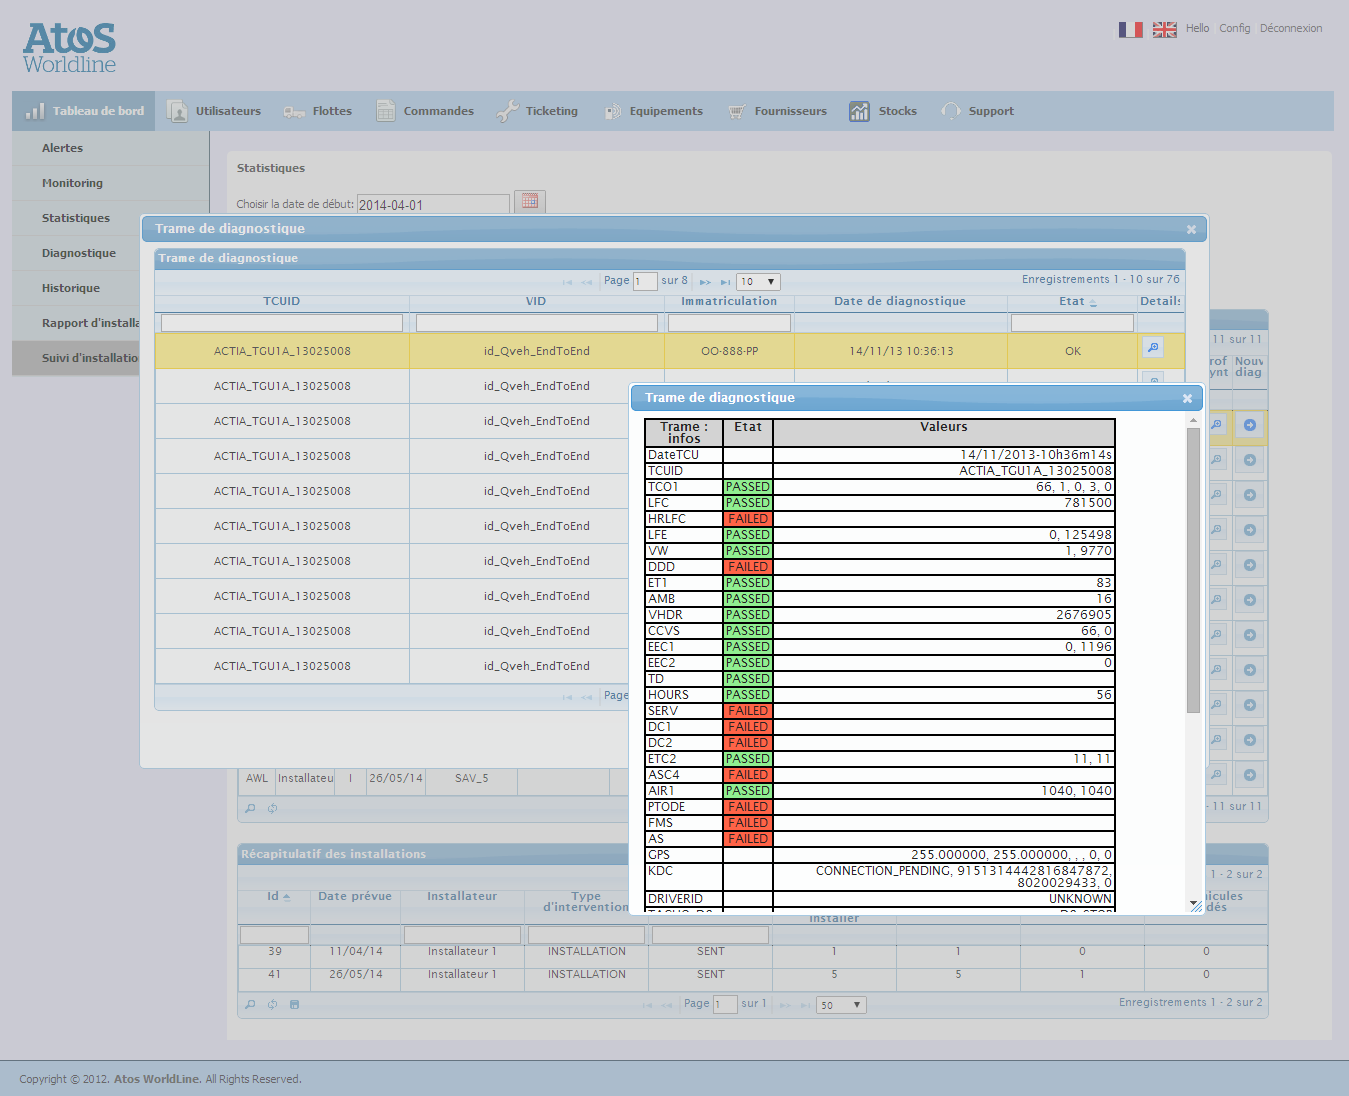 Atos
Worldline
Hello Config Déconnexion
Tableau de bord Utilisateurs Flottes Commandes Ticketing Equipements Fournisseurs Stocks Support
Alertes
Monitoring
Statistiques
Diagnostique
Historique
Rapport d'installa
Suivi d'installatio
Statistiques
Choisir la date de début: 2014-04-01
Trame de diagnostique
Trame de diagnostique
Page 1 sur 8 10
Enregistrements 1 - 10 sur 76
TCUID VID Immatriculation Date de diagnostique Etat Details
ACTIA_TGU1A_13025008 id_Qveh_EndToEnd OO-888-PP 14/11/13 10:36:13 OK
ACTIA_TGU1A_13025008 id_Qveh_EndToEnd
ACTIA_TGU1A_13025008 id_Qveh_EndToEnd
ACTIA_TGU1A_13025008 id_Qveh_EndToEnd
ACTIA_TGU1A_13025008 id_Qveh_EndToEnd
ACTIA_TGU1A_13025008 id_Qveh_EndToEnd
ACTIA_TGU1A_13025008 id_Qveh_EndToEnd
ACTIA_TGU1A_13025008 id_Qveh_EndToEnd
ACTIA_TGU1A_13025008 id_Qveh_EndToEnd
ACTIA_TGU1A_13025008 id_Qveh_EndToEnd
Page
11 sur 11
rof Nouv
ynt diag
Trame de diagnostique
Trame : infos Etat Valeurs
DateTCU 14/11/2013-10h36m14s
TCUID ACTIA_TGU1A_13025008
TCO1 PASSED 66, 1, 0, 3, 0
LFC PASSED 781500
HRLFC FAILED
LFE PASSED 0, 125498
VW PASSED 1, 9770
DDD FAILED
ET1 PASSED 83
AMB PASSED 16
VHDR PASSED 2676905
CCVS PASSED 66, 0
EEC1 PASSED 0, 1196
EEC2 PASSED 0
TD PASSED
HOURS PASSED 56
SERV FAILED
DC1 FAILED
DC2 FAILED
ETC2 PASSED 11, 11
ASC4 FAILED
AIR1 PASSED 1040, 1040
PTODE FAILED
FMS FAILED
AS FAILED
GPS 255.000000, 255.000000, , , 0, 0
KDC CONNECTION_PENDING, 9151314442816847872,
8020029433, 0
DRIVERID UNKNOWN
AWL Installateu I 26/05/14 SAV_5
- 11 sur 11
Récapitulatif des installations
1 - 2 sur 2
Id Date prévue Installateur Type d'intervention installer
icules
dés
39 11/04/14 Installateur 1 INSTALLATION SENT 1 1 0 0
41 26/05/14 Installateur 1 INSTALLATION SENT 5 5 1 0
Page 1 sur 1 50
Enregistrements 1 - 2 sur 2
Copyright © 2012. Atos WorldLine. All Rights Reserved.